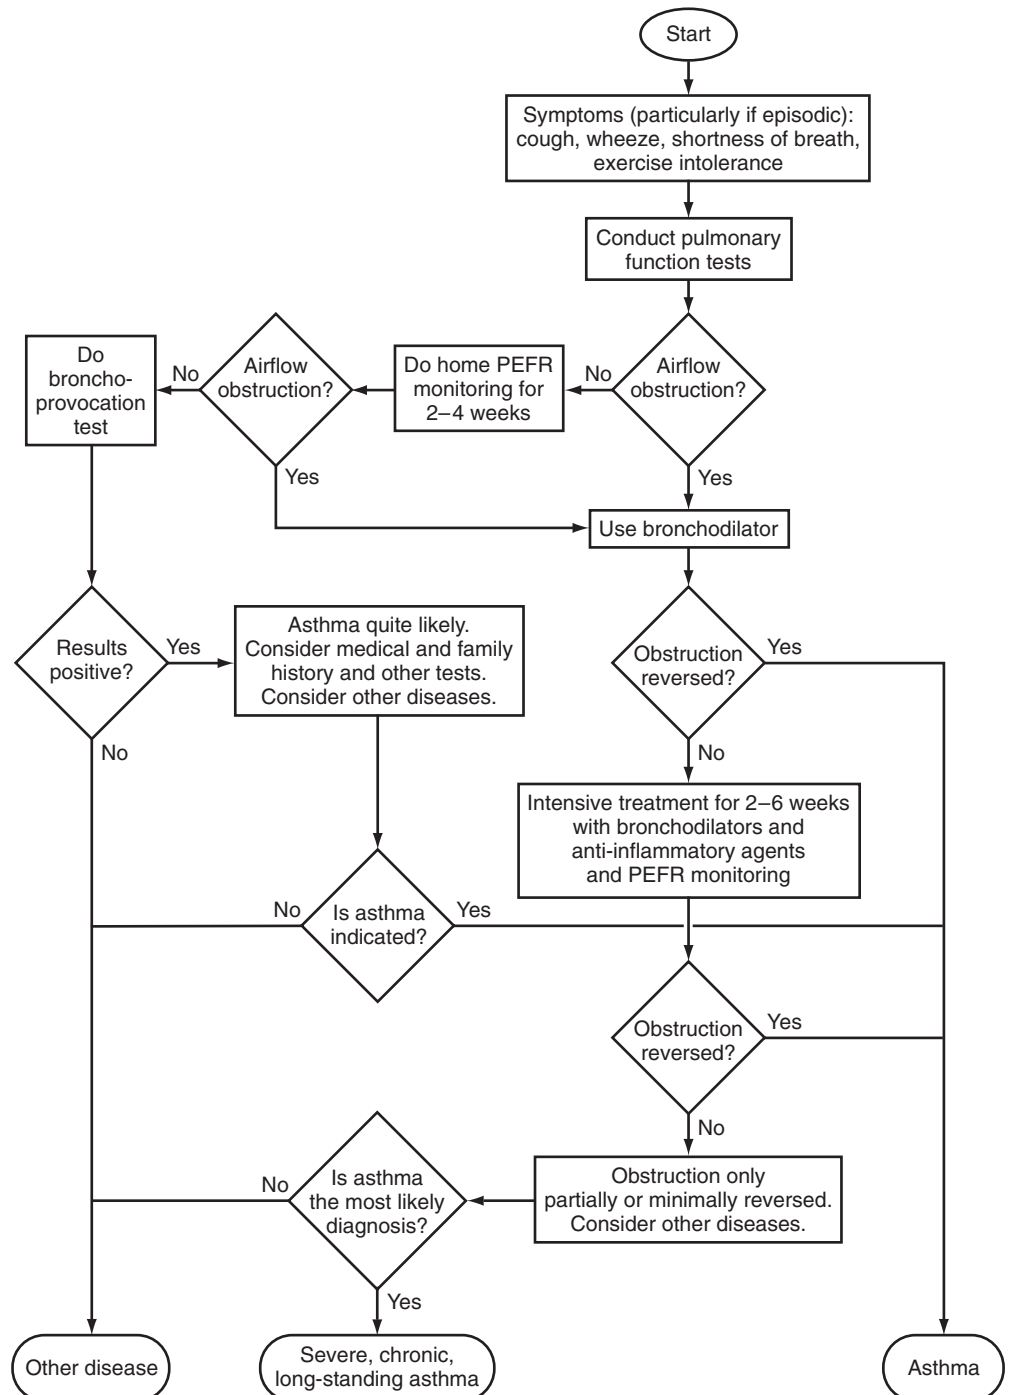 Start
Symptoms (particularly if episodic):
cough, wheeze, shortness of breath,
exercise intolerance
Conduct pulmonary
function tests
Airflow
obstruction?
No
Yes
Do home PEFR
monitoring for
2–4 weeks
Airflow
obstruction?
No
Yes
Do
broncho-
provocation
test
Use bronchodilator
Results
positive?
Yes
No
Asthma quite likely.
Consider medical and family
history and other tests.
Consider other diseases.
Obstruction
reversed?
Yes
No
Intensive treatment for 2–6 weeks
with bronchodilators and
anti-inflammatory agents
and PEFR monitoring
Is asthma
indicated?
No
Yes
Obstruction
reversed?
Yes
No
Obstruction only
partially or minimally reversed.
Consider other diseases.
Is asthma
the most likely
diagnosis?
No
Yes
Other disease
Severe, chronic,
long-standing asthma
Asthma